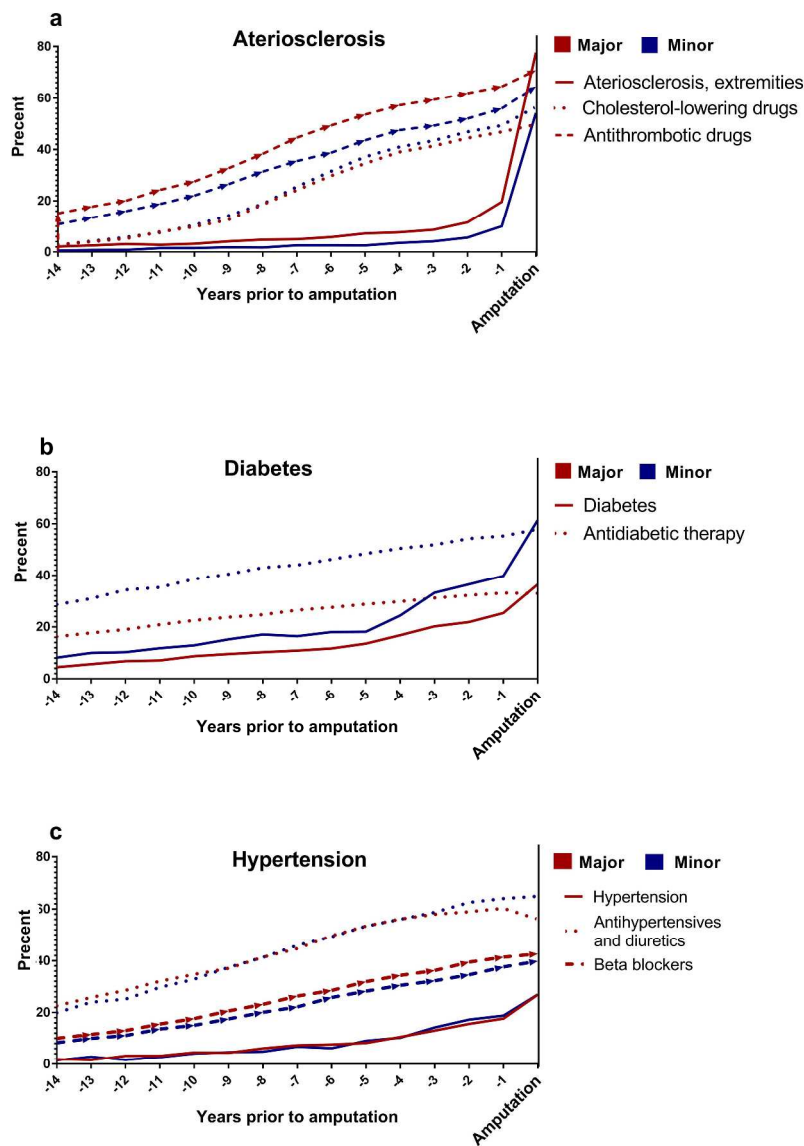 a
Ateriosclerosis
Major Minor
Ateriosclerosis, extremities
Cholesterol-lowering drugs
Antithrombotic drugs
Precent
80
60
40
20
0
-14 -13 -12 -11 -10 -9 -8 -7 -6 -5 -4 -3 -2 -1 Amputation
Years prior to amputation
b
Diabetes
Major Minor
Diabetes
Antidiabetic therapy
Precent
80
60
40
20
0
-14 -13 -12 -11 -10 -9 -8 -7 -6 -5 -4 -3 -2 -1 Amputation
Years prior to amputation
c
Hypertension
Major Minor
Hypertension
Antihypertensives
and diuretics
Beta blockers
Precent
80
30
-40
20
0
-14 -13 -12 -11 -10 -9 -8 -7 -6 -5 -4 -3 -2 -1 Amputation
Years prior to amputation